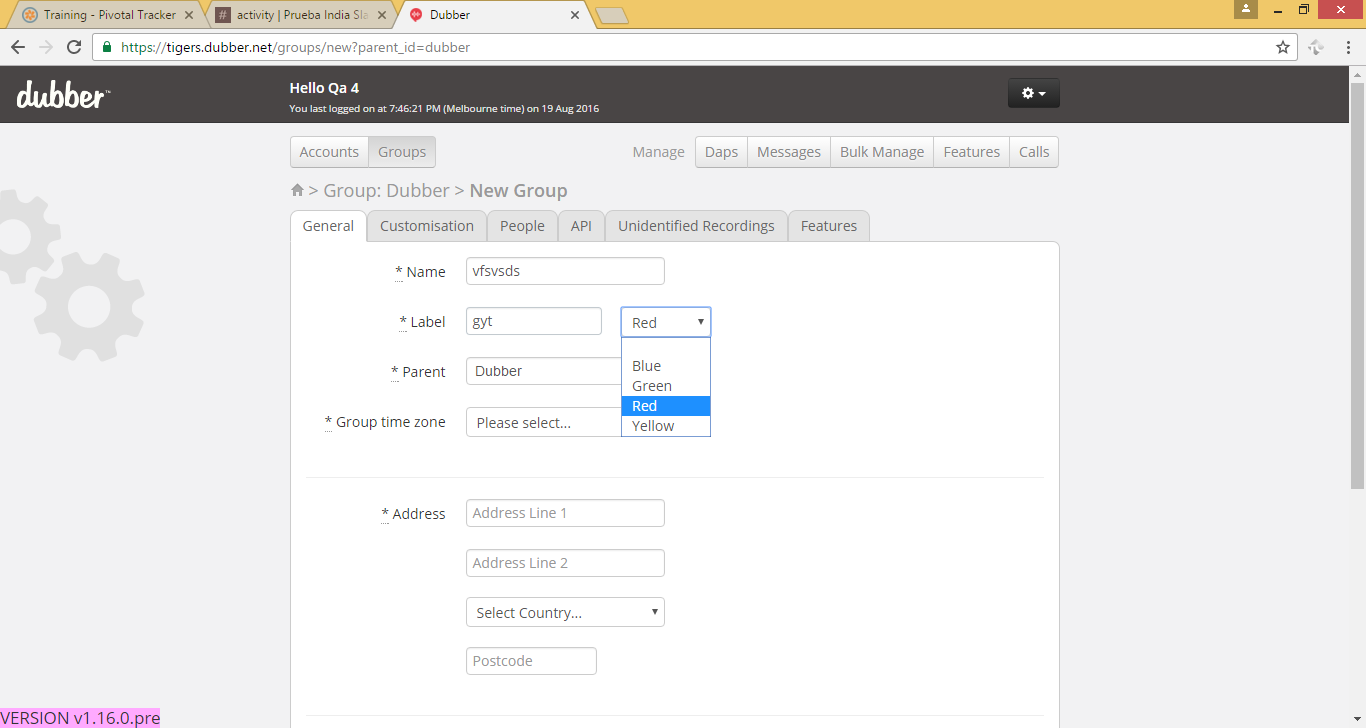 Training - Pivotal Tracker
activity | Prueba India Sla
Dubber
https://tigers.dubber.net/groups/new?parent_id=dubber
dubber™
Hello Qa 4
You last logged on at 7:46:21 PM (Melbourne time) on 19 Aug 2016
Accounts Groups Manage Daps Messages Bulk Manage Features Calls
> Group: Dubber > New Group
General Customisation People API Unidentified Recordings Features
* Name vfsvsds
* Label gyt Red
Blue
* Parent Dubber
Green
Red
* Group time zone Please select...
Yellow
* Address Address Line 1
Address Line 2
Select Country...
Postcode
VERSION v1.16.0.pre